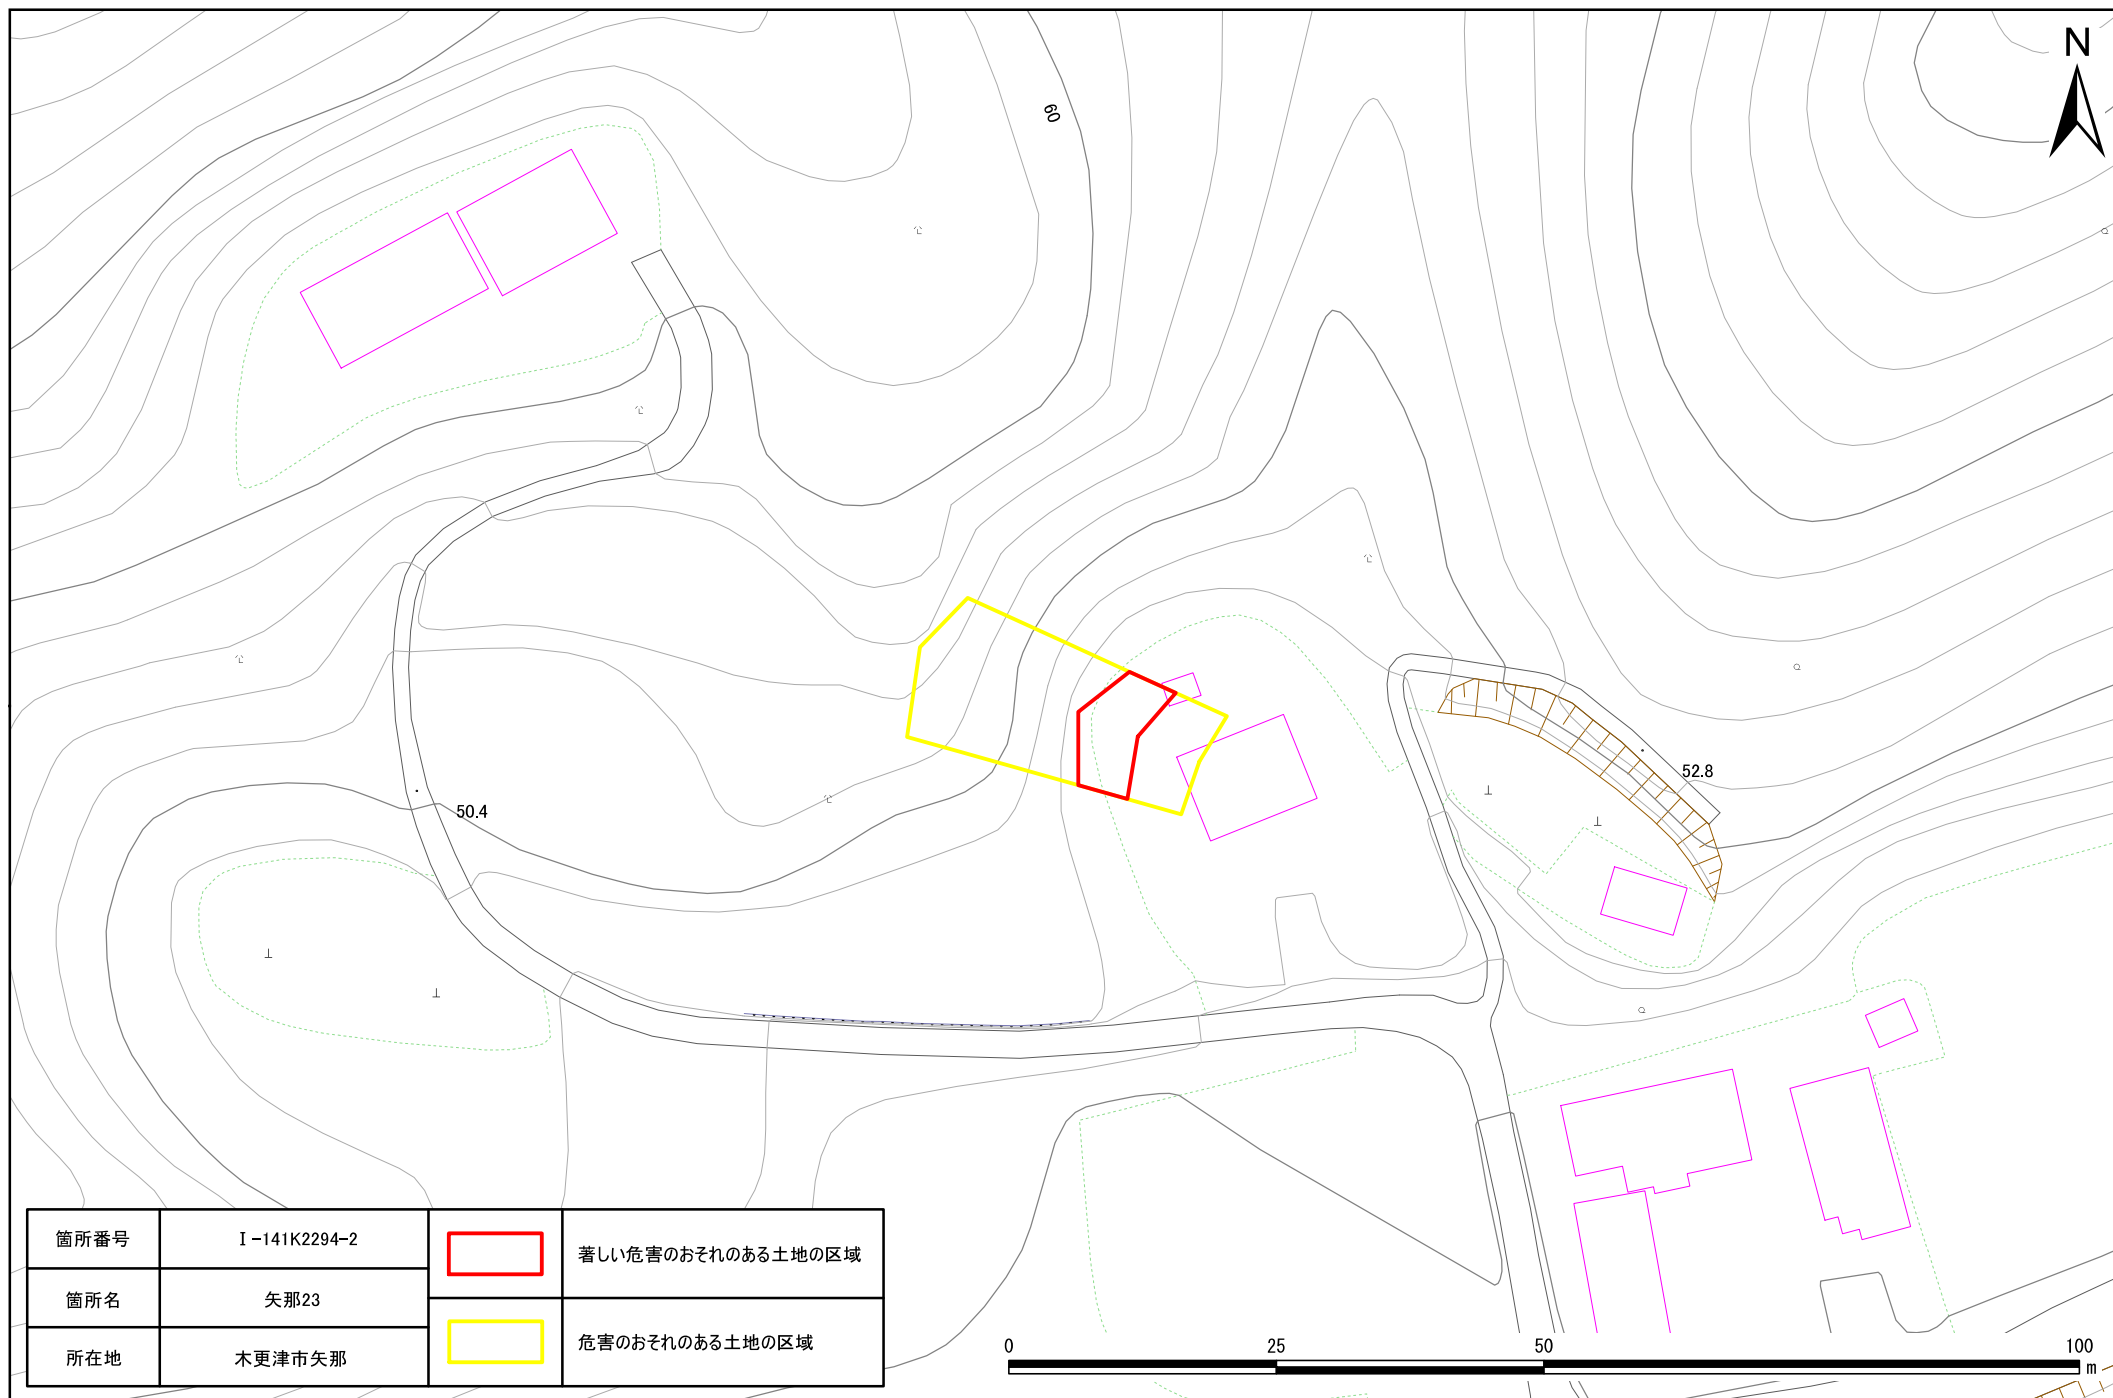 N
60
52.8
50.4
箇所番号
Ⅰ-141K2294-2
著しい危害のおそれのある土地の区域
箇所名
矢那23
危害のおそれのある土地の区域
所在地
木更津市矢那
0 25 50 100
m